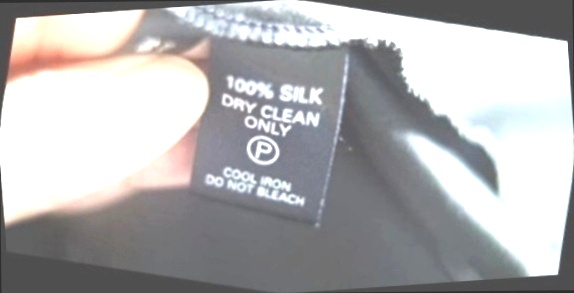 100% SILK
DRY CLEAN
ONLY
P
COOL IRON
DO NOT BLEACH